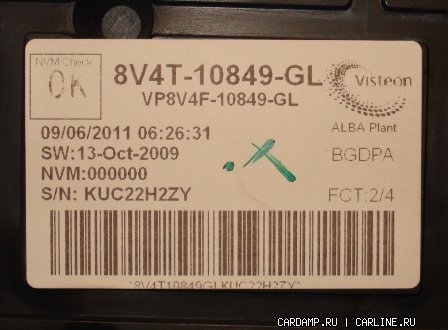 NVM Check
OK
8V4T-10849-GL
VP8V4F-10849-GL
Visteon
09/06/2011 06:26:31
ALBA Plant
SW:13-Oct-2009
BGDPA
NVM:000000
S/N: KUC22H2ZY
FCT:2/4
"8V4T10849GLKUC22H2ZY"
CARDAMP.RU | CARLINE.RU